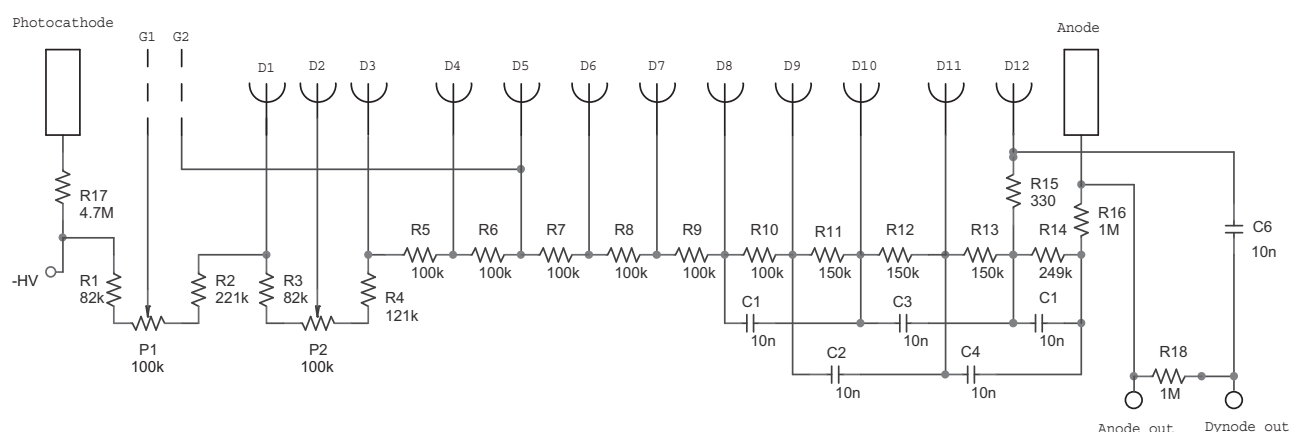 Photocathode
G1
G2
D1
D2
D3
D4
D5
D6
D7
D8
D9
D10
D11
D12
Anode
R17
4.7M
-HV
R1
82k
P1
100k
R2
221k
R3
82k
P2
100k
R4
121k
R5
100k
R6
100k
R7
100k
R8
100k
R9
100k
R10
100k
R11
150k
R12
150k
R13
150k
R14
249k
R15
330
R16
1M
C6
10n
C1
10n
C3
10n
C1
10n
C2
10n
C4
10n
R18
1M
Anode out
Dynode out